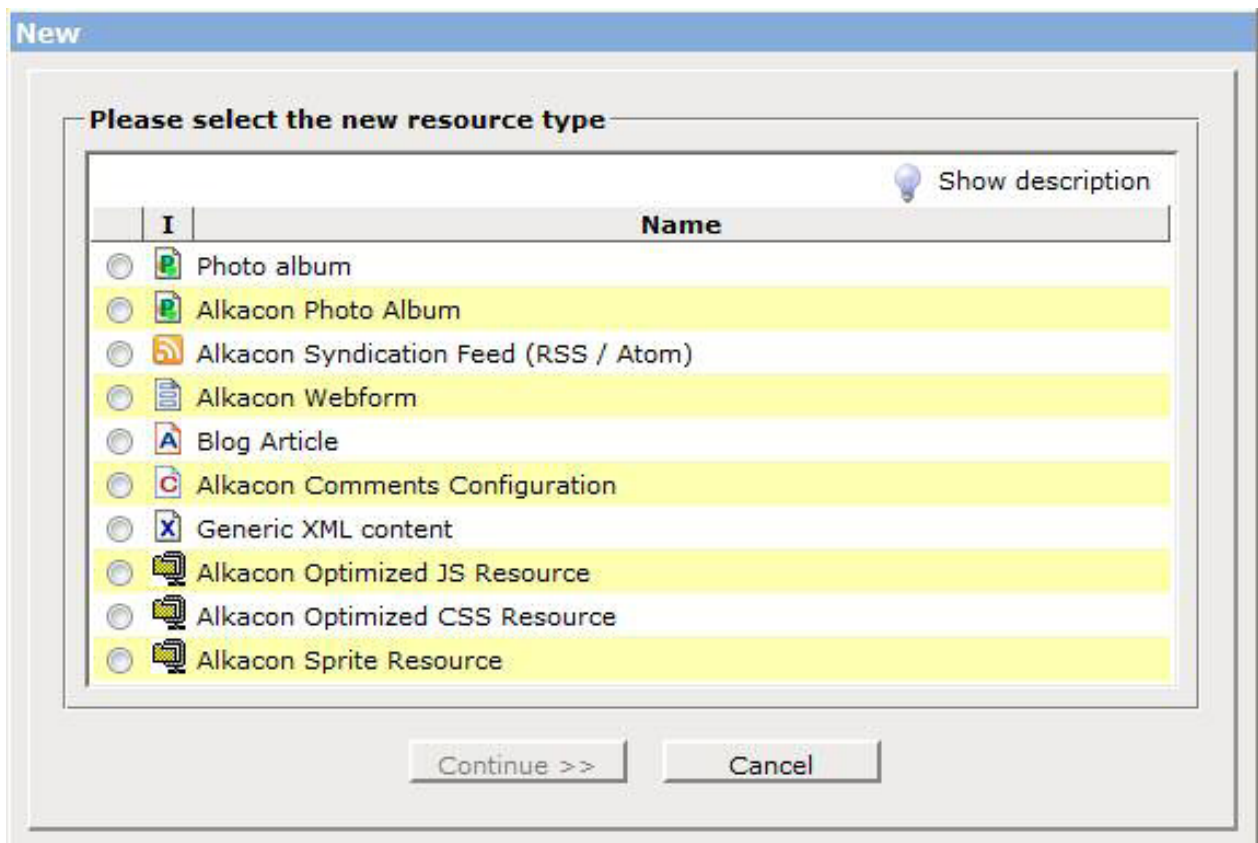 New
Please select the new resource type
Show description
I Name
Photo album
Alkacon Photo Album
Alkacon Syndication Feed (RSS / Atom)
Alkacon Webform
Blog Article
Alkacon Comments Configuration
Generic XML content
Alkacon Optimized JS Resource
Alkacon Optimized CSS Resource
Alkacon Sprite Resource
Continue >> Cancel